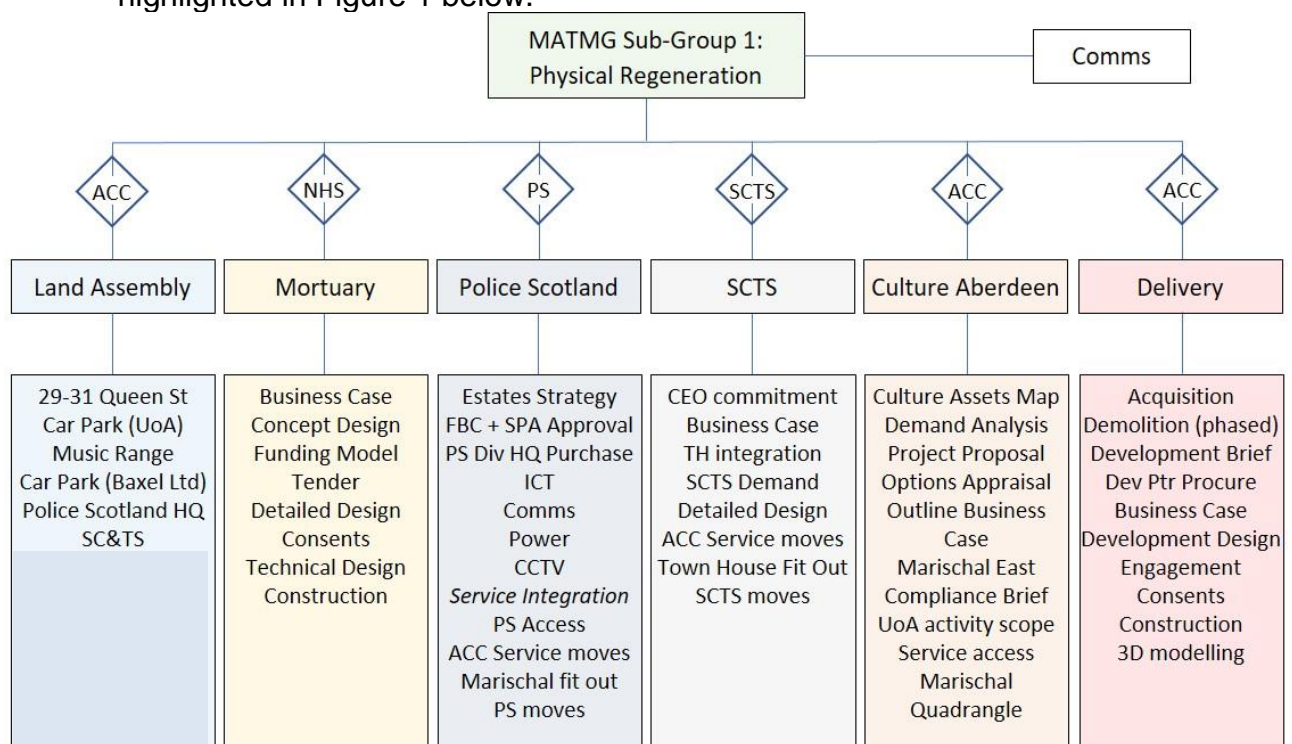 highlighted in Figure 1 below.
MATMG Sub-Group 1:
Physical Regeneration
Comms
ACC
NHS
PS
SCTS
ACC
ACC
Land Assembly
Mortuary
Police Scotland
SCTS
Culture Aberdeen
Delivery
29-31 Queen St
Car Park (UoA)
Music Range
Car Park (Baxel Ltd)
Police Scotland HQ
SC&TS
Business Case
Concept Design
Funding Model
Tender
Detailed Design
Consents
Technical Design
Construction
Estates Strategy
FBC + SPA Approval
PS Div HQ Purchase
ICT
Comms
Power
CCTV
Service Integration
PS Access
ACC Service moves
Marischal fit out
PS moves
CEO commitment
Business Case
TH integration
SCTS Demand
Detailed Design
ACC Service moves
Town House Fit Out
SCTS moves
Culture Assets Map
Demand Analysis
Project Proposal
Options Appraisal
Outline Business
Case
Marischal East
Compliance Brief
UoA activity scope
Service access
Marischal
Quadrangle
Acquisition
Demolition (phased)
Development Brief
Dev Ptr Procure
Business Case
Development Design
Engagement
Consents
Construction
3D modelling